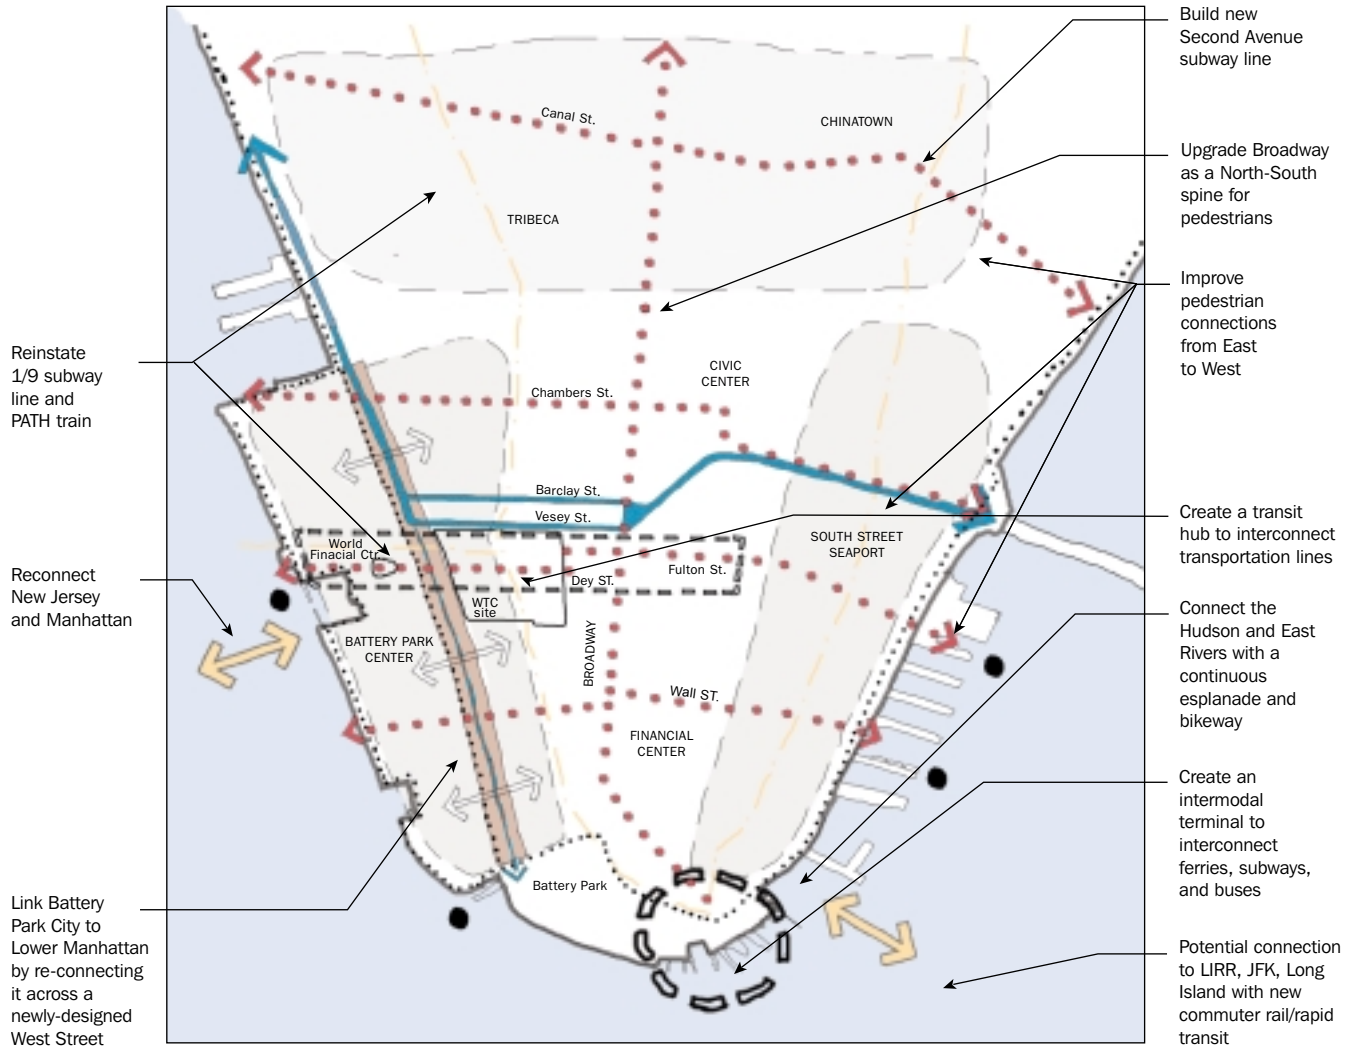 Build new
Second Avenue
subway line
Upgrade Broadway
as a North-South
spine for
pedestrians
Improve
pedestrian
connections
from East
to West
Create a transit
hub to interconnect
transportation lines
Connect the
Hudson and East
Rivers with a
continuous
esplanade and
bikeway
Create an
intermodal
terminal to
interconnect
ferries, subways,
and buses
Potential connection
to LIRR, JFK, Long
Island with new
commuter rail/rapid
transit
Reinstate
1/9 subway
line and
PATH train
Reconnect
New Jersey
and Manhattan
Link Battery
Park City to
Lower Manhattan
by re-connecting
it across a
newly-designed
West Street
Canal St.
CHINATOWN
TRIBECA
CIVIC
CENTER
Chambers St.
Barclay St.
Vesey St.
World
Finacial Ctr.
SOUTH STREET
SEAPORT
Fulton St.
Dey ST.
WTC
site
BATTERY PARK
CENTER
BROADWAY
Wall ST.
FINANCIAL
CENTER
Battery Park